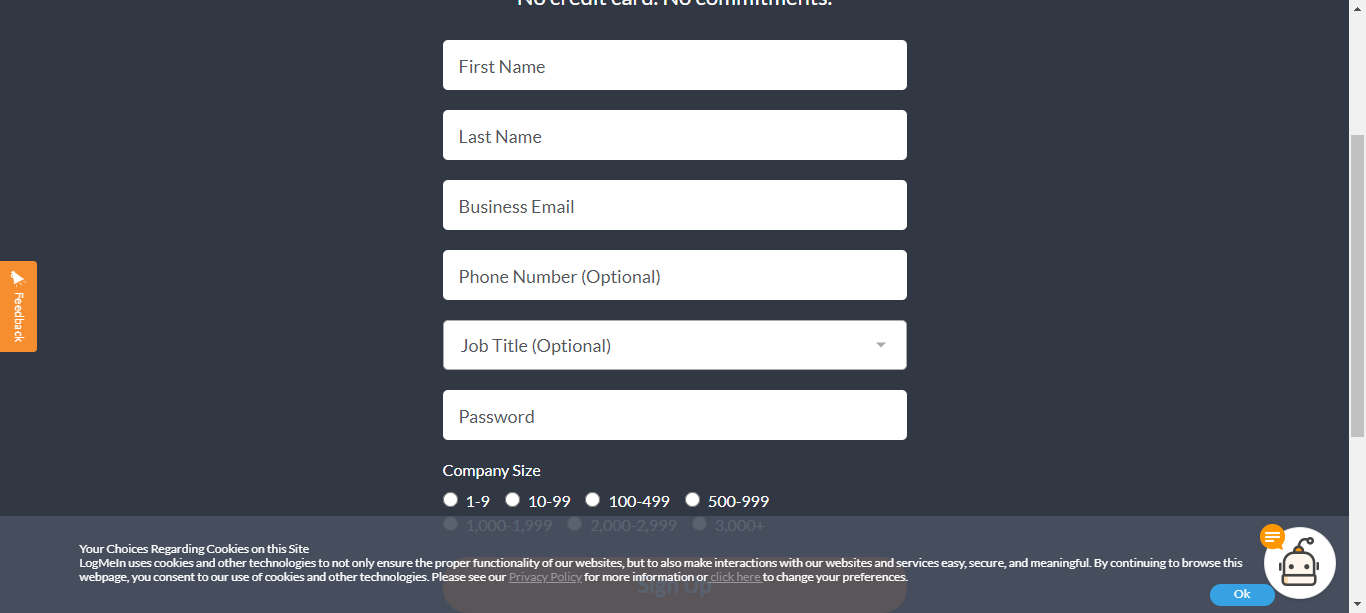 No credit card. No commitments.
First Name
Last Name
Business Email
Phone Number (Optional)
Job Title (Optional)
Password
Company Size
1-9 10-99 100-499 500-999
1,000-1,999 2,000-2,999 3,000+
Your Choices Regarding Cookies on this Site
LogMeIn uses cookies and other technologies to not only ensure the proper functionality of our websites, but to also make interactions with our websites and services easy, secure, and meaningful. By continuing to browse this
webpage, you consent to our use of cookies and other technologies. Please see our Privacy Policy for more information or click here to change your preferences.
Sign Up
Ok
Feedback